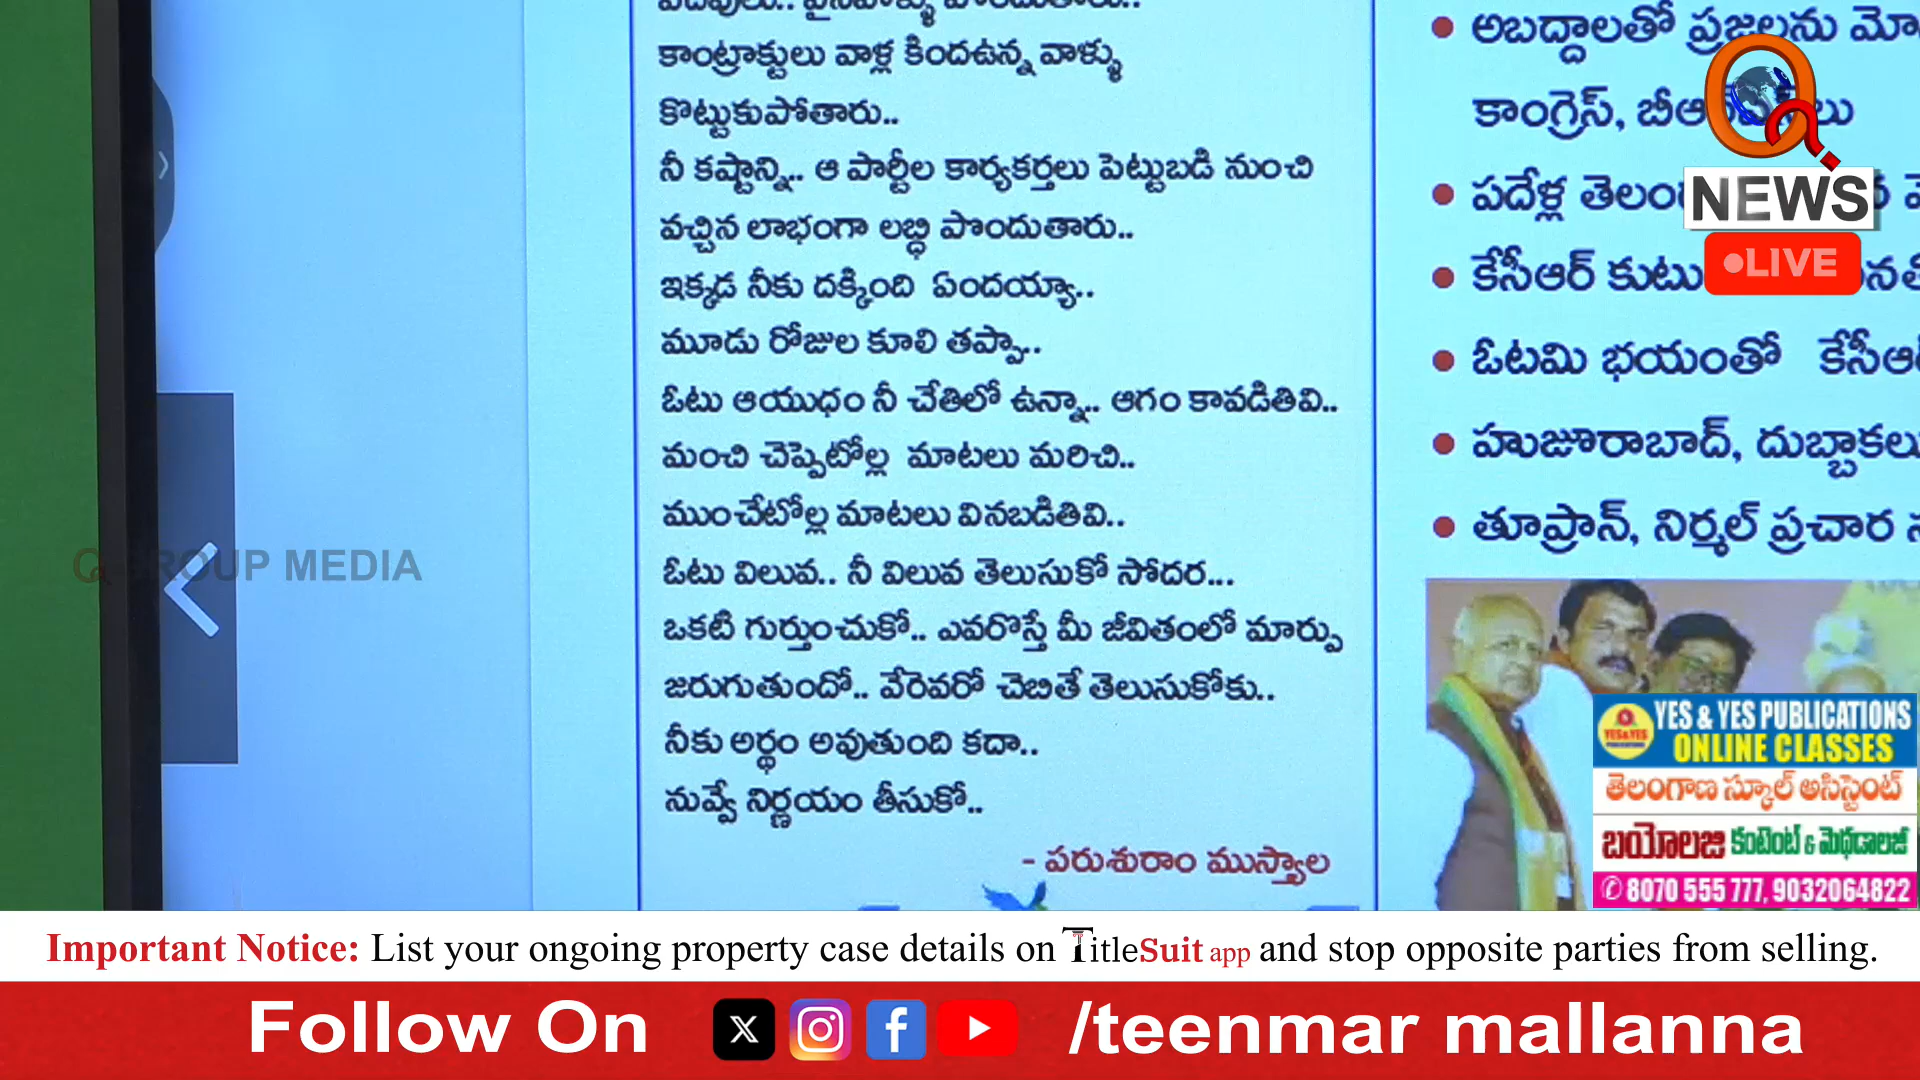 కాంట్రాక్టులు వాళ్ల కిందఉన్న వాళ్ళు
కొట్టుకుపోతారు..
నీ కష్టాన్ని.. ఆ పార్టీల కార్యకర్తలు పెట్టుబడి నుంచి
వచ్చిన లాభంగా లబ్ధి పొందుతారు..
ఇక్కడ నీకు దక్కింది ఏందయ్యా..
మూడు రోజుల కూలి తప్పా..
ఓటు ఆయుధం నీ చేతిలో ఉన్నా.. ఆగం కావడితివి..
మంచి చెప్పెటోల్ల మాటలు మరిచి..
ముంచేటోల్ల మాటలు వినబడితివి..
ఓటు విలువ.. నీ విలువ తెలుసుకో సోదర...
ఒకటి గుర్తుంచుకో.. ఎవరొస్తే మీ జీవితంలో మార్పు
జరుగుతుందో.. వేరెవరో చెబితే తెలుసుకోకు..
నీకు అర్థం అవుతుంది కదా..
నువ్వే నిర్ణయం తీసుకో..
- పరుశురాం ముస్త్యాల
అబద్దాలతో ప్రజలను
కాంగ్రెస్,
పదేళ్ల
కేసీఆర్
ఓటమి భయంతో
హుజూరాబాద్,
తూప్రాన్, నిర్మల్ ప్రచార
NEWS
LIVE
GROUP MEDIA
YES & YES PUBLICATIONS
ONLINE CLASSES
తెలంగాణ స్కూల్ అసిస్టెంట్
బయోలజి కంటెంట్ & మెథడాలజీ
8070 555 777, 9032064822
Important Notice: List your ongoing property case details on TitleSuit app and stop opposite parties from selling.
Follow On /teenmar mallanna